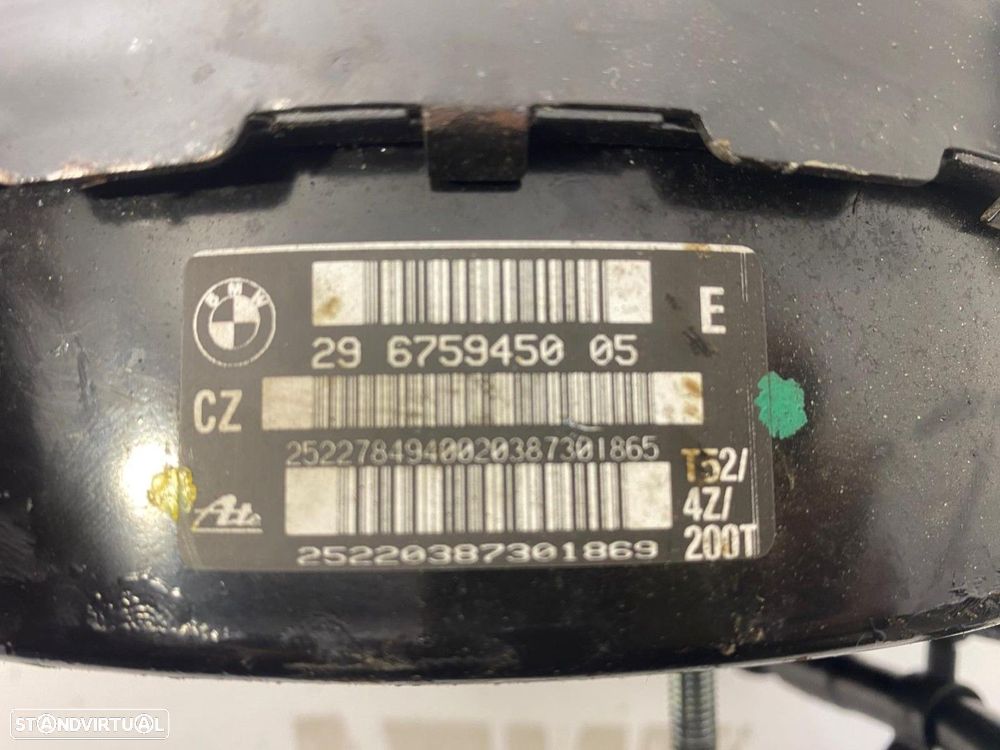 BMW
E
29 6759450 05
CZ
2522784940020387301865
T52/
4Z/
200T
Ate
25220387301869
STANDVIRTUAL